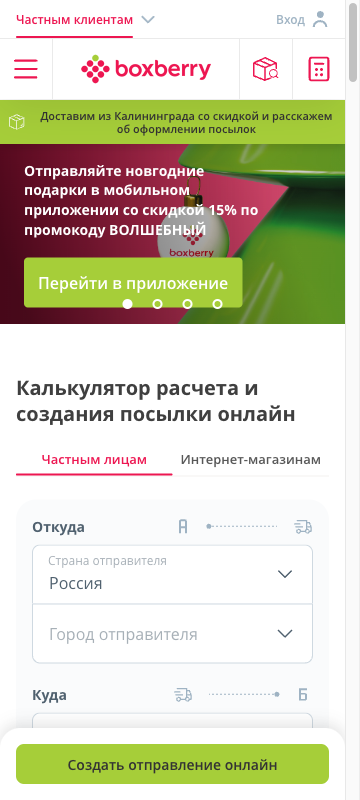 Частным клиентам
Вход
boxberry
Доставим из Калининграда со скидкой и расскажем
об оформлении посылок
Отправляйте новгодние
подарки в мобильном
приложении со скидкой 15% по
промокоду ВОЛШЕБНЫЙ
boxberry
Перейти в приложение
Калькулятор расчета и
создания посылки онлайн
Частным лицам
Интернет-магазинам
Откуда
А
Страна отправителя
Россия
Город отправителя
Куда
Б
Создать отправление онлайн